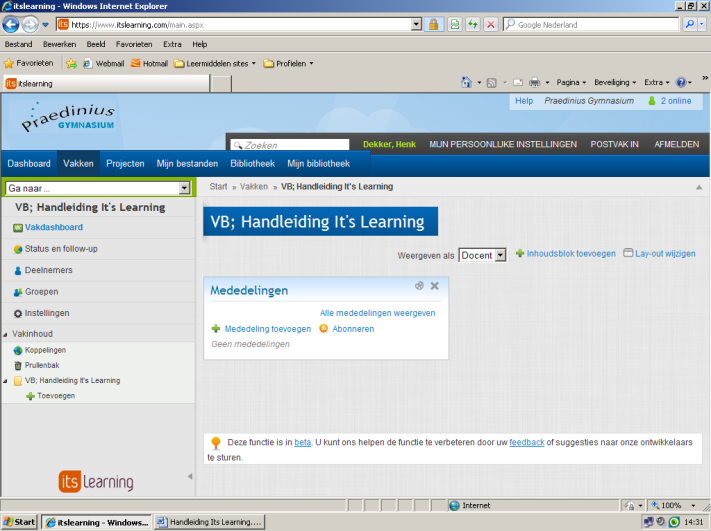 itslearning - Windows Internet Explorer
https://www.itslearning.com/main.aspx
Google Nederland
Bestand Bewerken Beeld Favorieten Extra Help
Favorieten Webmail Hotmail Leermiddelen sites Profielen
its itslearning Pagina Beveiliging Extra
Help Praedinius Gymnasium 2 online
Praedinius
GYMNASIUM
Zoeken Dekker, Henk MIJN PERSOONLIJKE INSTELLINGEN POSTVAK IN AFMELDEN
Dashboard Vakken Projecten Mijn bestanden Bibliotheek Mijn bibliotheek
Ga naar ... Start » Vakken » VB; Handleiding It's Learning
VB; Handleiding It's Learning
Vakdashboard
Status en follow-up
Deelnemers
Groepen
Instellingen
Vakinhoud
Koppelingen
Prullenbak
VB; Handleiding It's Learning
Toevoegen
its Learning
VB; Handleiding It's Learning
Weergeven als Docent Inhoudsblok toevoegen Lay-out wijzigen
Mededelingen
Alle mededelingen weergeven
Mededeling toevoegen Abonneren
Geen mededelingen
Deze functie is in beta. U kunt ons helpen de functie te verbeteren door uw feedback of suggesties naar onze ontwikkelaars
te sturen.
Internet 100%
Start itslearning - Windows... Handleiding Its Learning.... 14:31